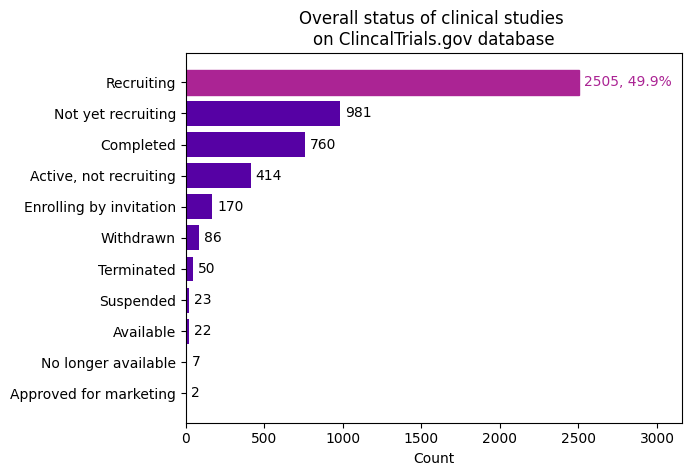 Overall status of clinical studies
on ClincalTrials.gov database
Recruiting
2505, 49.9%
Not yet recruiting
981
Completed
760
Active, not recruiting
414
Enrolling by invitation
170
Withdrawn
86
Terminated
50
Suspended
23
Available
22
No longer available
7
Approved for marketing
2
0 500 1000 1500 2000 2500 3000
Count